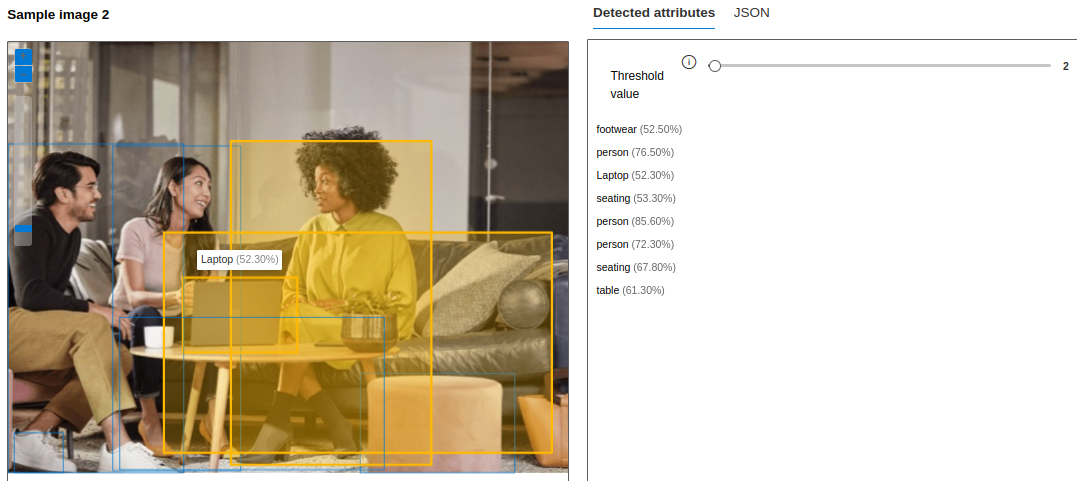 Sample image 2
Detected attributes JSON
Threshold value
2
footwear (52.50%)
person (76.50%)
Laptop (52.30%)
seating (53.30%)
person (85.60%)
person (72.30%)
seating (67.80%)
table (61.30%)
Laptop (52.30%)